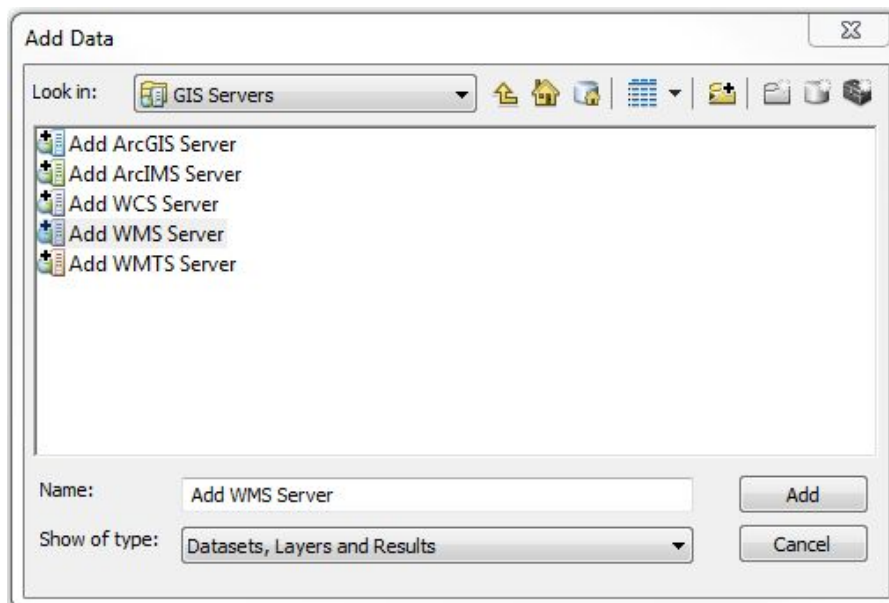 Add Data
Look in: GIS Servers
Add ArcGIS Server
Add ArcIMS Server
Add WCS Server
Add WMS Server
Add WMTS Server
Name: Add WMS Server Add
Show of type: Datasets, Layers and Results Cancel